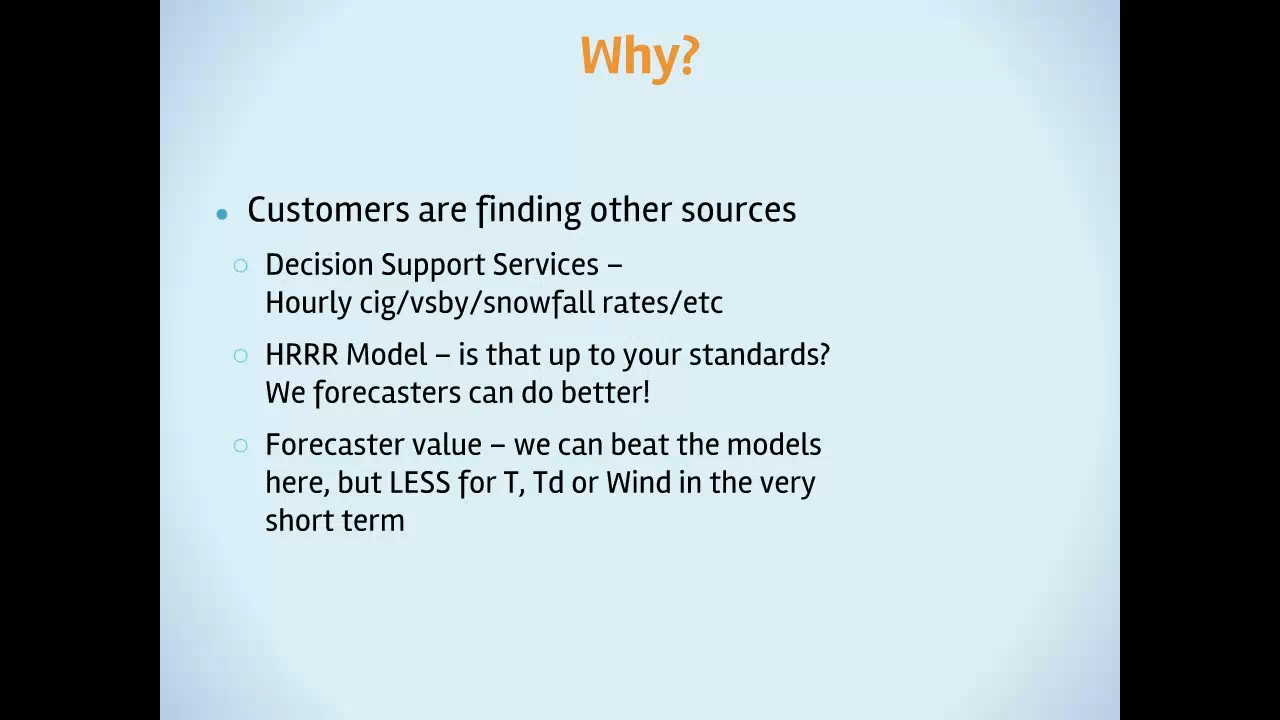 Why?
• Customers are finding other sources
○ Decision Support Services –
Hourly cig/vsby/snowfall rates/etc
○ HRRR Model – is that up to your standards?
We forecasters can do better!
○ Forecaster value – we can beat the models
here, but LESS for T, Td or Wind in the very
short term